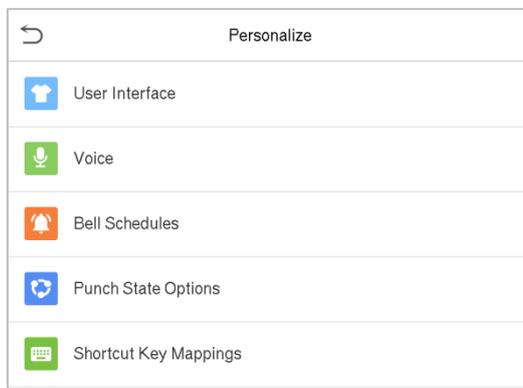 Personalize
User Interface
Voice
Bell Schedules
Punch State Options
Shortcut Key Mappings